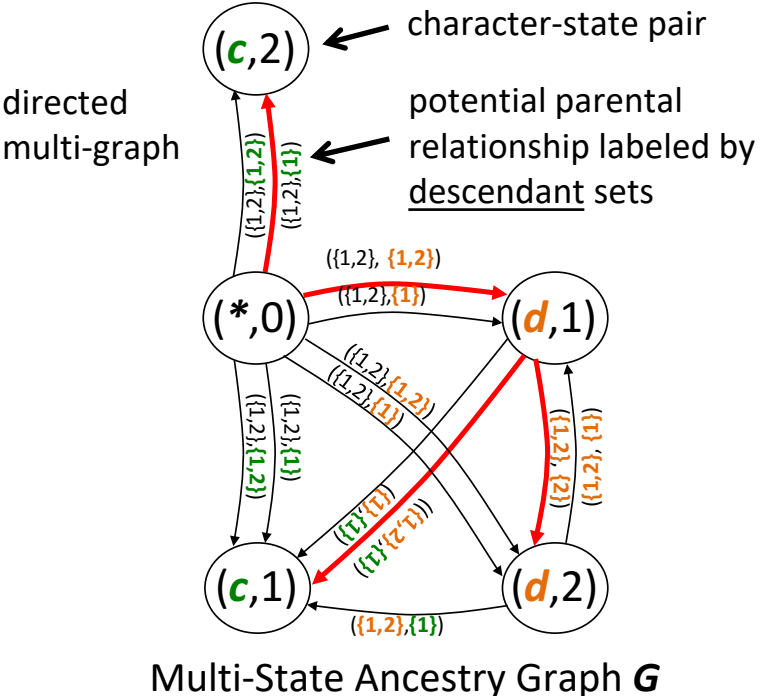 (c,2)
character-state pair
directed
multi-graph
potential parental
relationship labeled by
descendant sets
({1,2},{1,2})
({1,2},{1})
({1,2}, {1,2})
({1,2},{1})
(*,0)
(d,1)
({1,2},{1,2})
({1,2},{1})
({1,2},{1,2})
({1,2},{1})
({1,2}, {2})
({1,2}, {1})
({1},{1})
({1,2},{1})
(c,1)
(d,2)
({1,2},{1})
Multi-State Ancestry Graph G